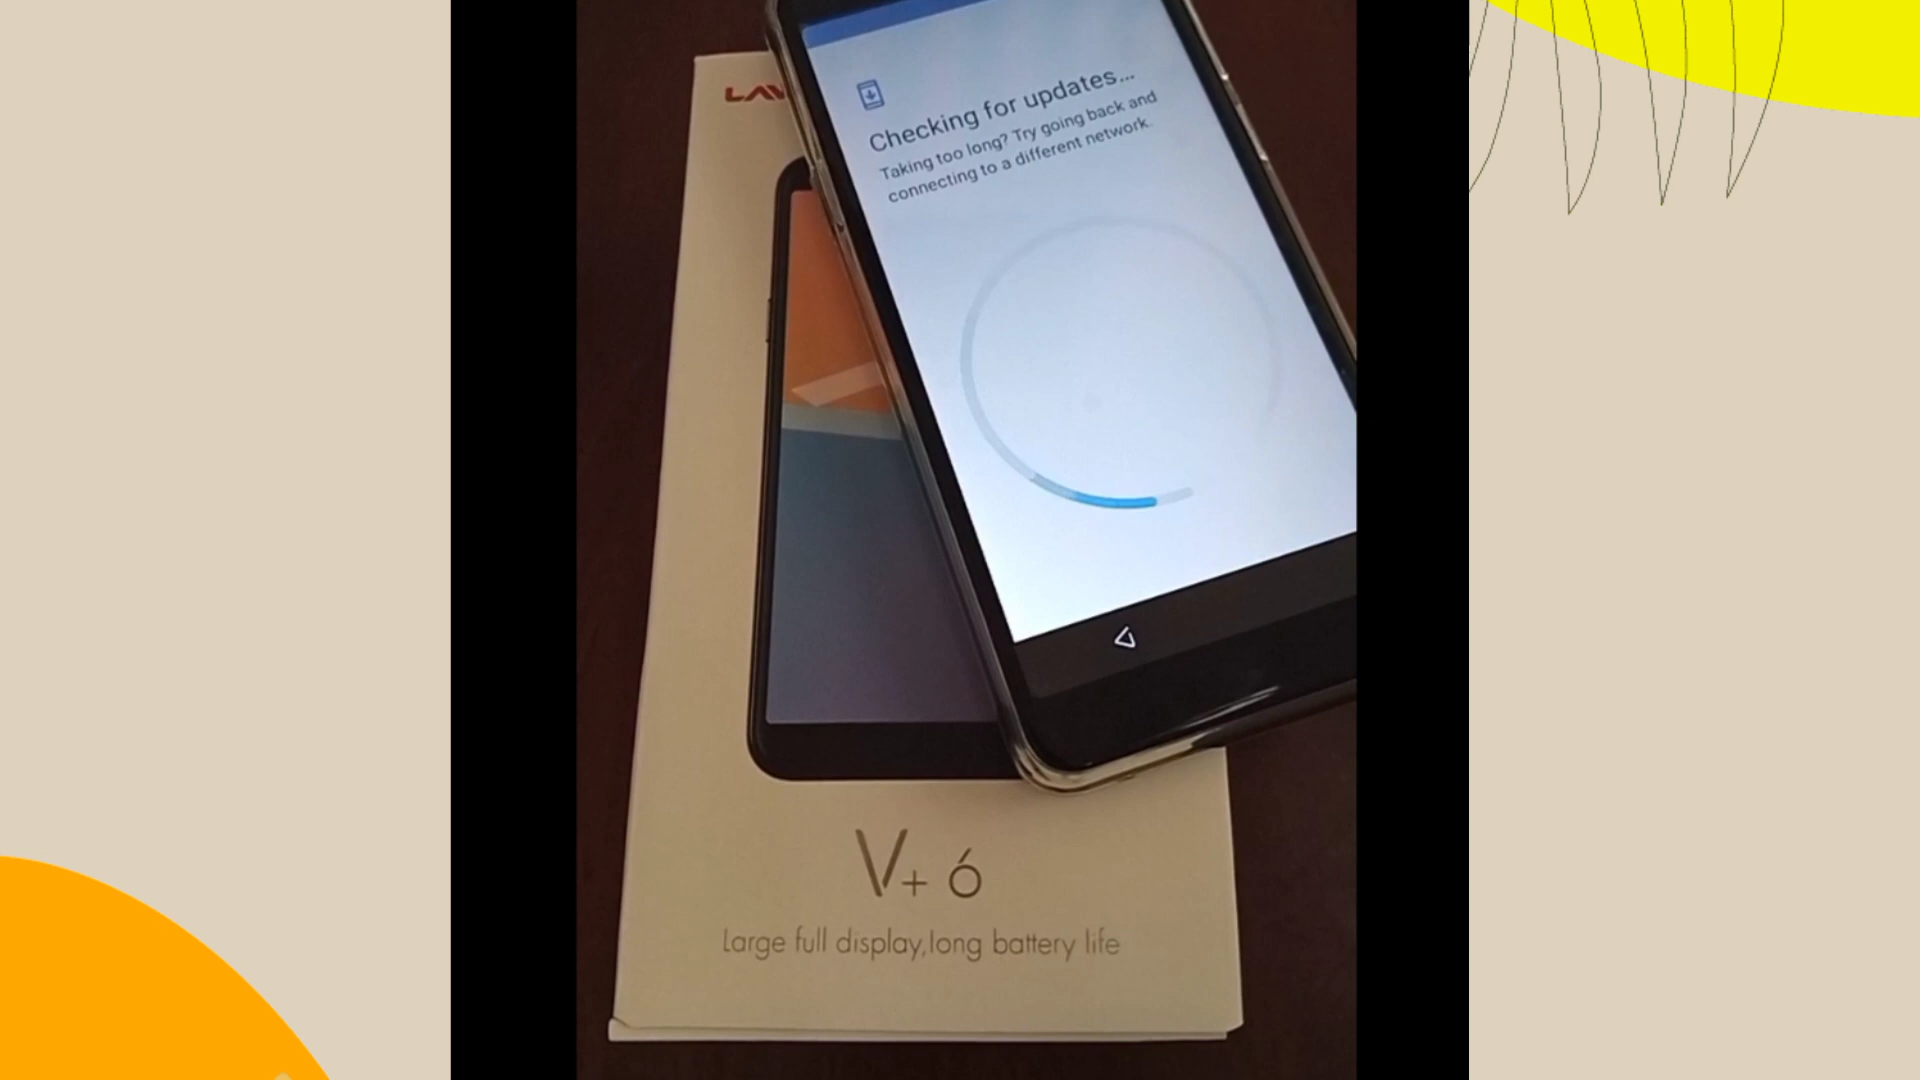 Checking for updates...
Taking too long? Try going back and
connecting to a different network.
V+ 6
Large full display,long battery life